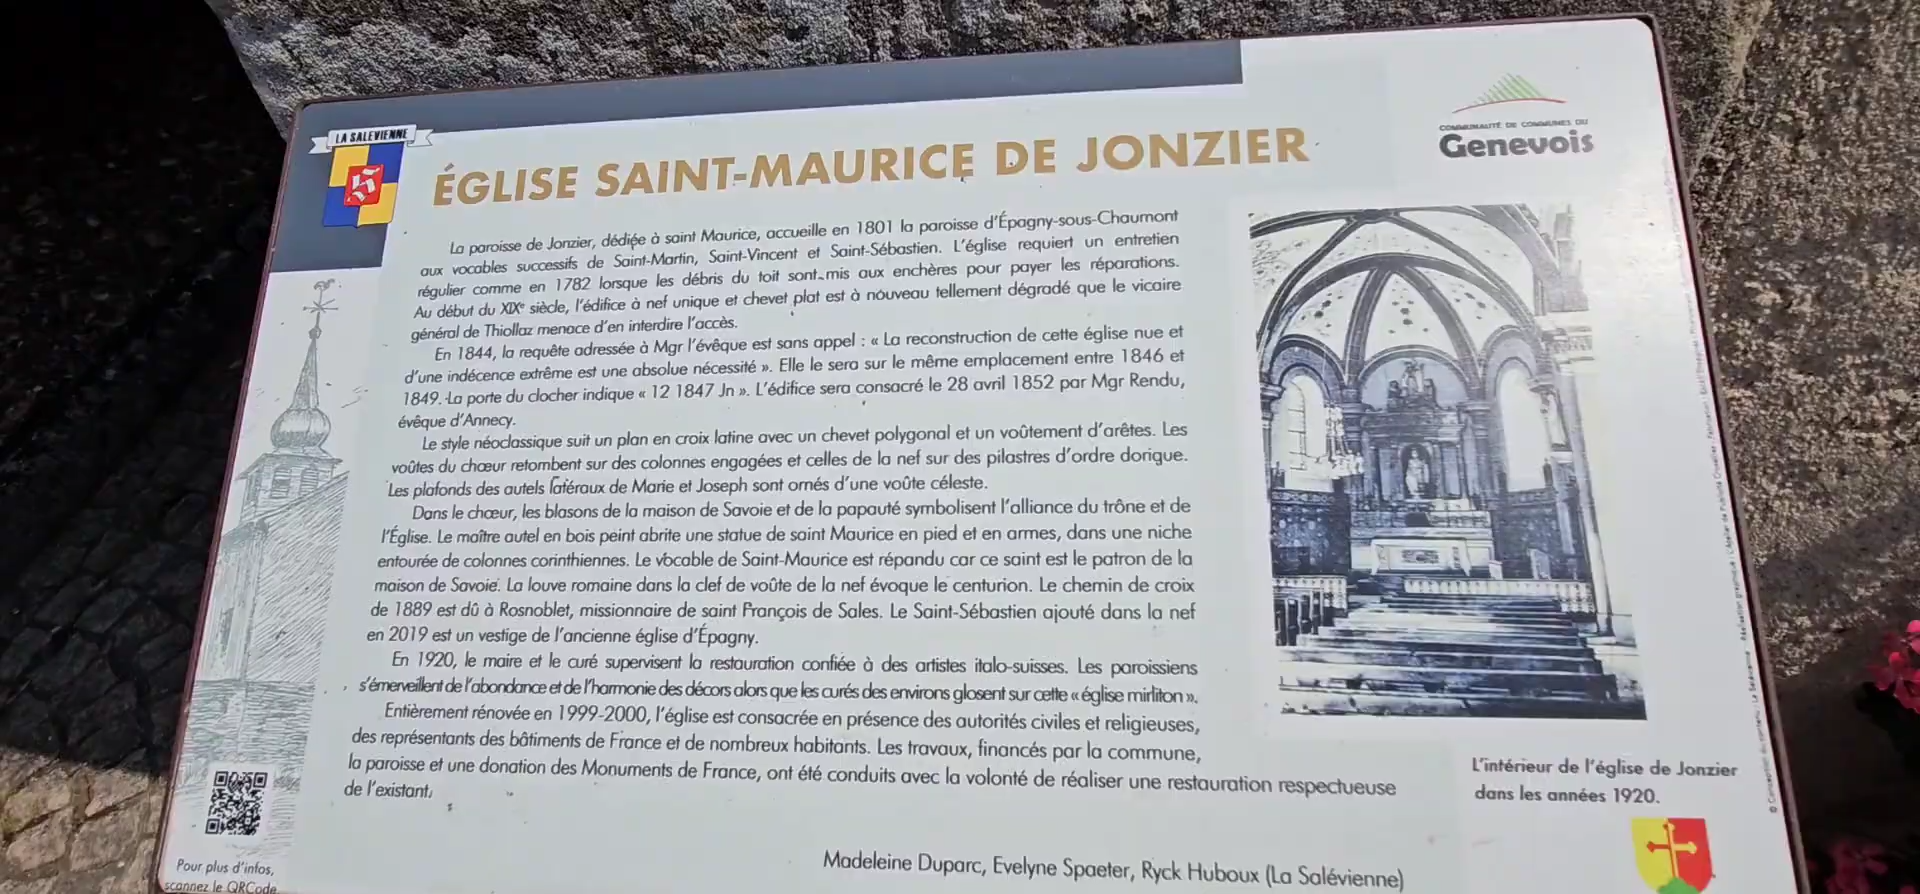 LA SALEVIENNE
COMMUNAUTÉ DE COMMUNES DU
Genevois
ÉGLISE SAINT-MAURICE DE JONZIER
La paroisse de Jonzier, dédiée à saint Maurice, accueille en 1801 la paroisse d'Épagny-sous-Chaumont
aux vocables successifs de Saint-Martin, Saint-Vincent et Saint-Sébastien. L'église requiert un entretien
régulier comme en 1782 lorsque les débris du toit sont mis aux enchères pour payer les réparations.
Au début du XIXe siècle, l'édifice à nef unique et chevet plat est à nouveau tellement dégradé que le vicaire
général de Thiollaz menace d'en interdire l'accès.
En 1844, la requête adressée à Mgr l'évêque est sans appel : « La reconstruction de cette église nue et
d'une indécence extrême est une absolue nécessité ». Elle le sera sur le même emplacement entre 1846 et
1849. La porte du clocher indique « 12 1847 Jn ». L'édifice sera consacré le 28 avril 1852 par Mgr Rendu,
évêque d'Annecy.
Le style néoclassique suit un plan en croix latine avec un chevet polygonal et un voûtement d'arêtes. Les
voûtes du chœur retombent sur des colonnes engagées et celles de la nef sur des pilastres d'ordre dorique.
Les plafonds des autels latéraux de Marie et Joseph sont ornés d'une voûte céleste.
Dans le chœur, les blasons de la maison de Savoie et de la papauté symbolisent l'alliance du trône et de
l'Église. Le maître autel en bois peint abrite une statue de saint Maurice en pied et en armes, dans une niche
entourée de colonnes corinthiennes. Le vocable de Saint-Maurice est répandu car ce saint est le patron de la
maison de Savoie. La louve romaine dans la clef de voûte de la nef évoque le centurion. Le chemin de croix
de 1889 est dû à Rosnoblet, missionnaire de saint François de Sales. Le Saint-Sébastien ajouté dans la nef
en 2019 est un vestige de l'ancienne église d'Épagny.
En 1920, le maire et le curé supervisent la restauration confiée à des artistes italo-suisses. Les paroissiens
s'émerveillent de l'abondance et de l'harmonie des décors alors que les curés des environs glosent sur cette « église mirliton ».
Entièrement rénovée en 1999-2000, l'église est consacrée en présence des autorités civiles et religieuses,
des représentants des bâtiments de France et de nombreux habitants. Les travaux, financés par la commune,
la paroisse et une donation des Monuments de France, ont été conduits avec la volonté de réaliser une restauration respectueuse
de l'existant.
L'intérieur de l'église de Jonzier
dans les années 1920.
Pour plus d'infos,
scannez le QRCode
Madeleine Duparc, Evelyne Spaeter, Ryck Huboux (La Salévienne)